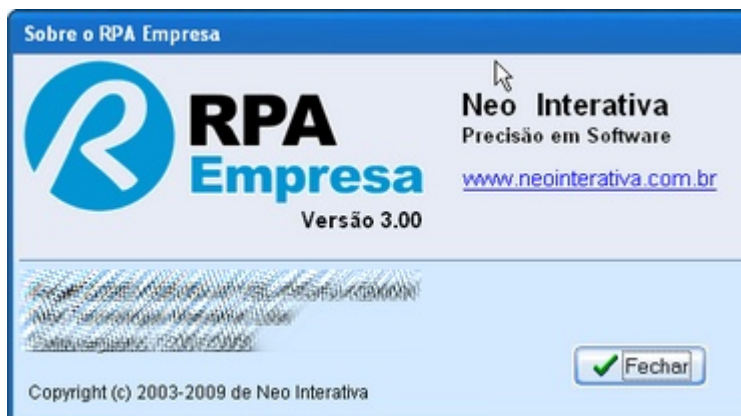 Sobre o RPA Empresa
RPA
Empresa
Versão 3.00
Neo Interativa
Precisão em Software
www.neointerativa.com.br
Copyright (c) 2003-2009 de Neo Interativa
Fechar